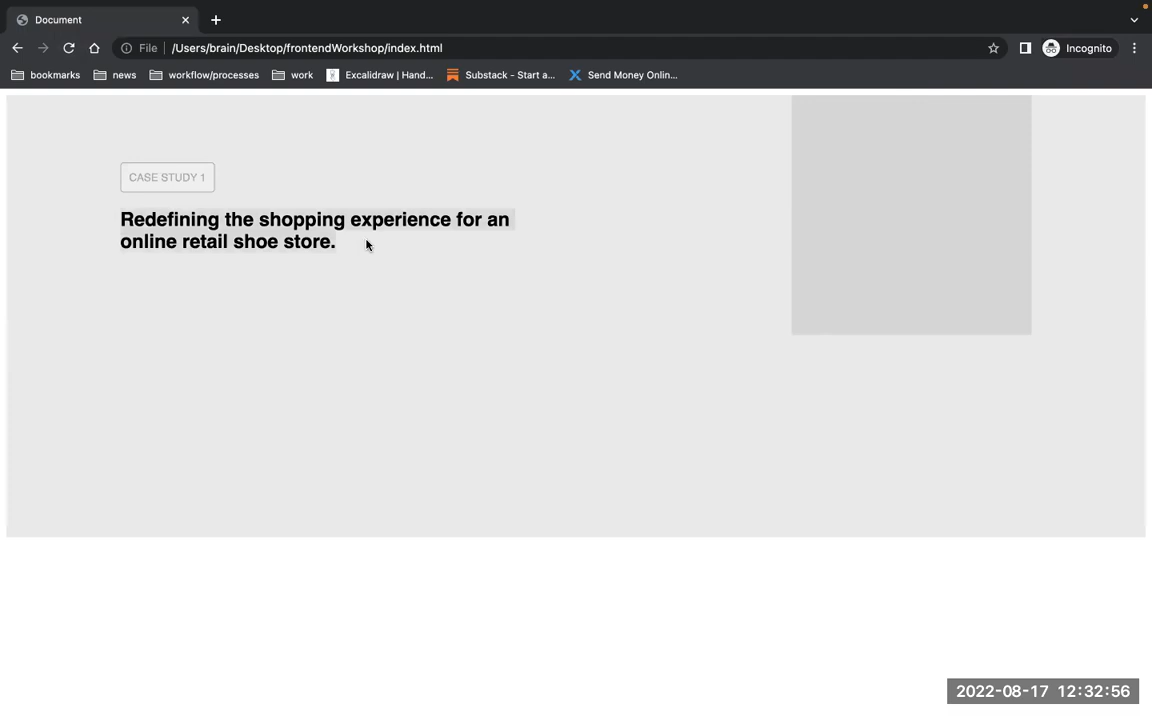 Document
File
/Users/brain/Desktop/frontendWorkshop/index.html
Incognito
bookmarks
news
workflow/processes
work
Excalidraw | Hand...
Substack - Start a...
Send Money Onlin...
CASE STUDY 1
Redefining the shopping experience for an
online retail shoe store.
2022-08-17 12:32:56